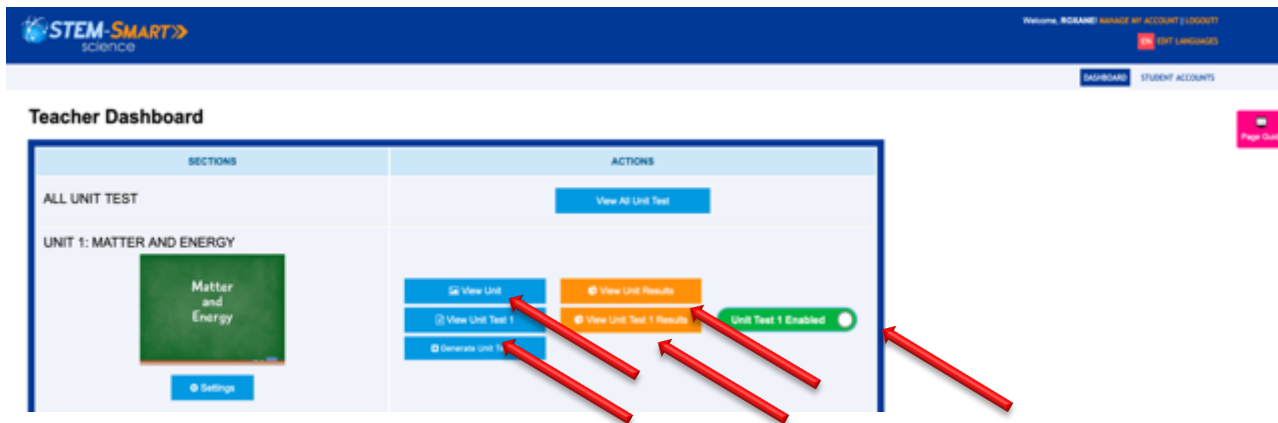 STEM-SMART
science
Welcome, ROXANE! MANAGE MY ACCOUNT | LOGOUT?
EN EDIT LANGUAGES
DASHBOARD STUDENT ACCOUNTS
Teacher Dashboard
Page
SECTIONS ACTIONS
ALL UNIT TEST View All Unit Test
UNIT 1: MATTER AND ENERGY
Matter
and
Energy
View Unit View Unit Results
View Unit Test 1 View Unit Test 1 Results Unit Test 1 Enabled
Generate Unit
Settings